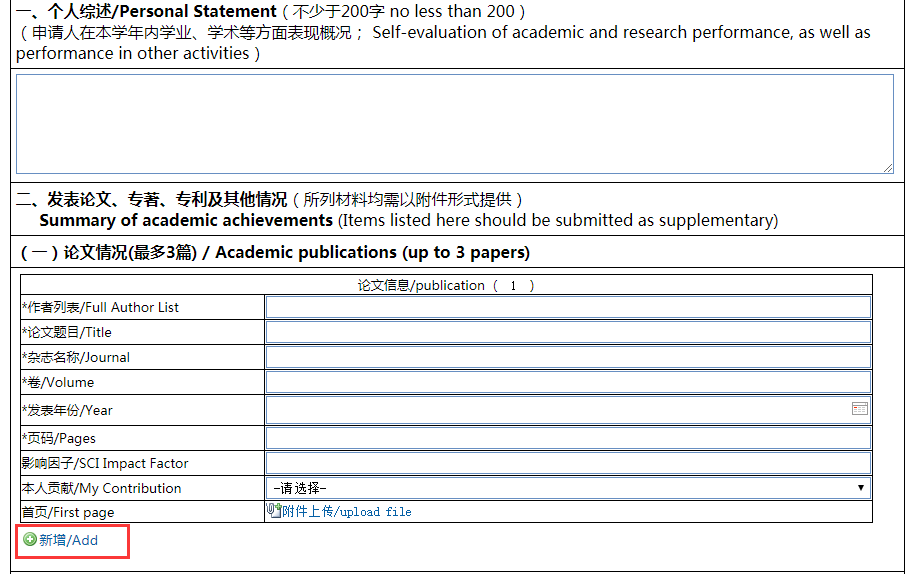 一、个人综述/Personal Statement（不少于200字 no less than 200 ）
（申请人在本学年内学业、学术等方面表现概况； Self-evaluation of academic and research performance, as well as
performance in other activities ）
二、发表论文、专著、专利及其他情况（所列材料均需以附件形式提供 ）
Summary of academic achievements (Items listed here should be submitted as supplementary)
（一）论文情况(最多3篇) / Academic publications (up to 3 papers)
论文信息/publication （ 1 ）
*作者列表/Full Author List
*论文题目/Title
*杂志名称/Journal
*卷/Volume
*发表年份/Year
*页码/Pages
影响因子/SCI Impact Factor
本人贡献/My Contribution -请选择-
首页/First page 附件上传/upload file
新增/Add